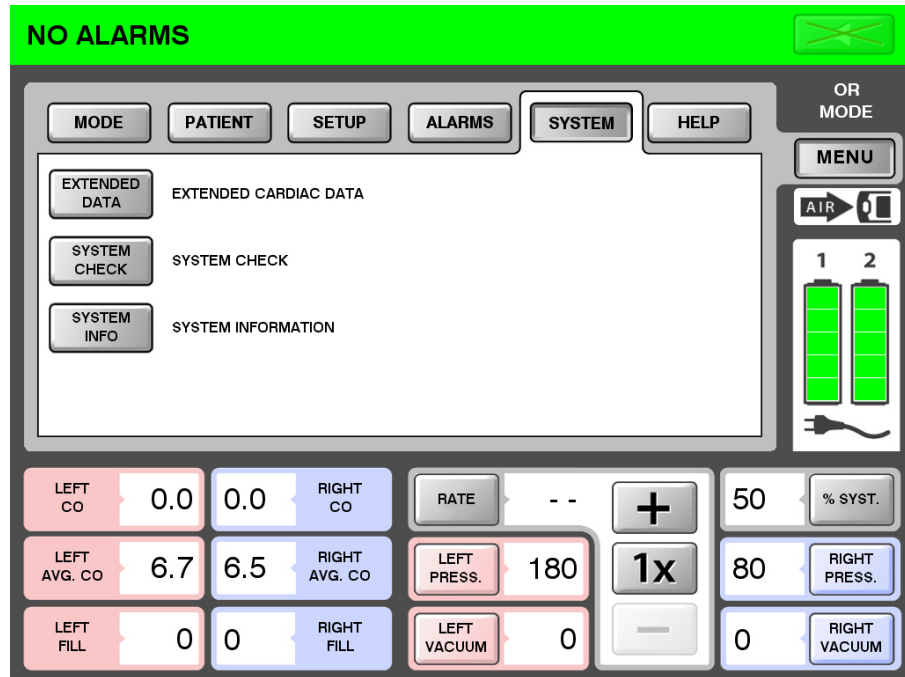 NO ALARMS
OR
MODE
MODE
PATIENT
SETUP
ALARMS
SYSTEM
HELP
MENU
EXTENDED
DATA
EXTENDED CARDIAC DATA
AIR
SYSTEM
CHECK
SYSTEM CHECK
1 2
SYSTEM
INFO
SYSTEM INFORMATION
LEFT
CO
0.0
0.0
RIGHT
CO
RATE
- -
+
50
% SYST.
LEFT
AVG. CO
6.7
6.5
RIGHT
AVG. CO
LEFT
PRESS.
180
1x
80
RIGHT
PRESS.
LEFT
FILL
0
0
RIGHT
FILL
LEFT
VACUUM
0
−
0
RIGHT
VACUUM